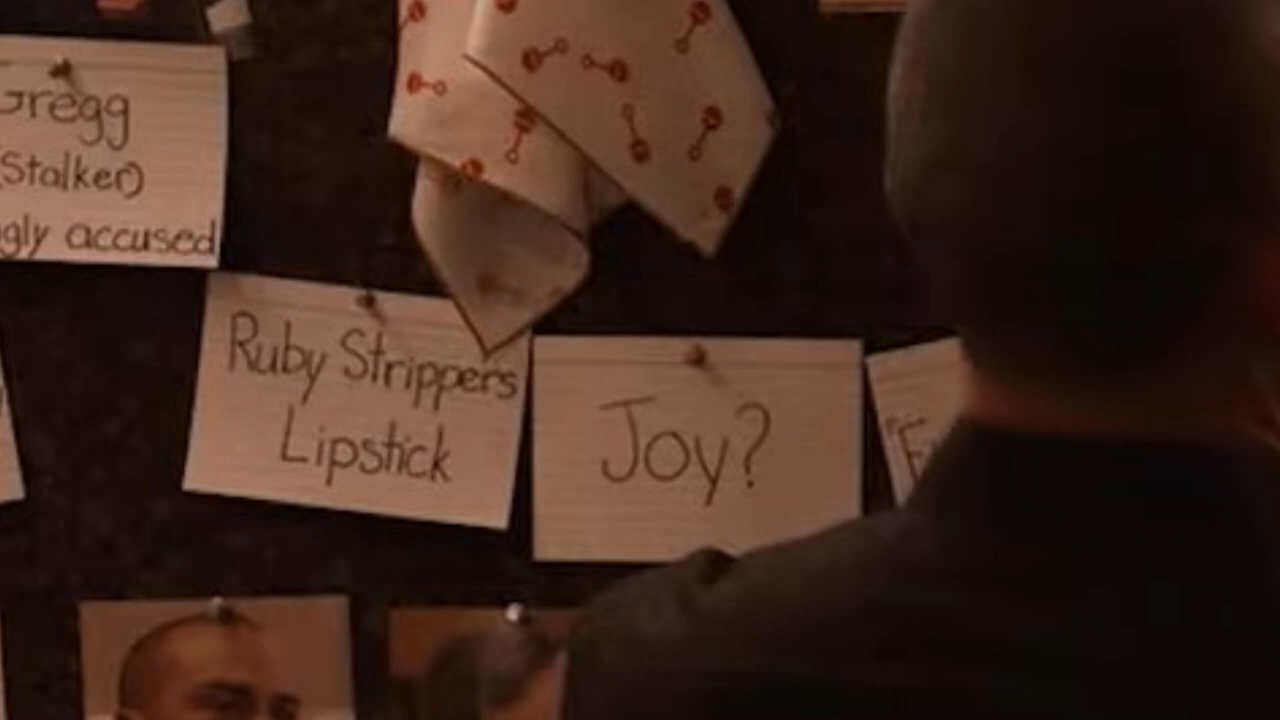 Gregg
(Stalker)
accused
Ruby Strippers
Lipstick
Joy?